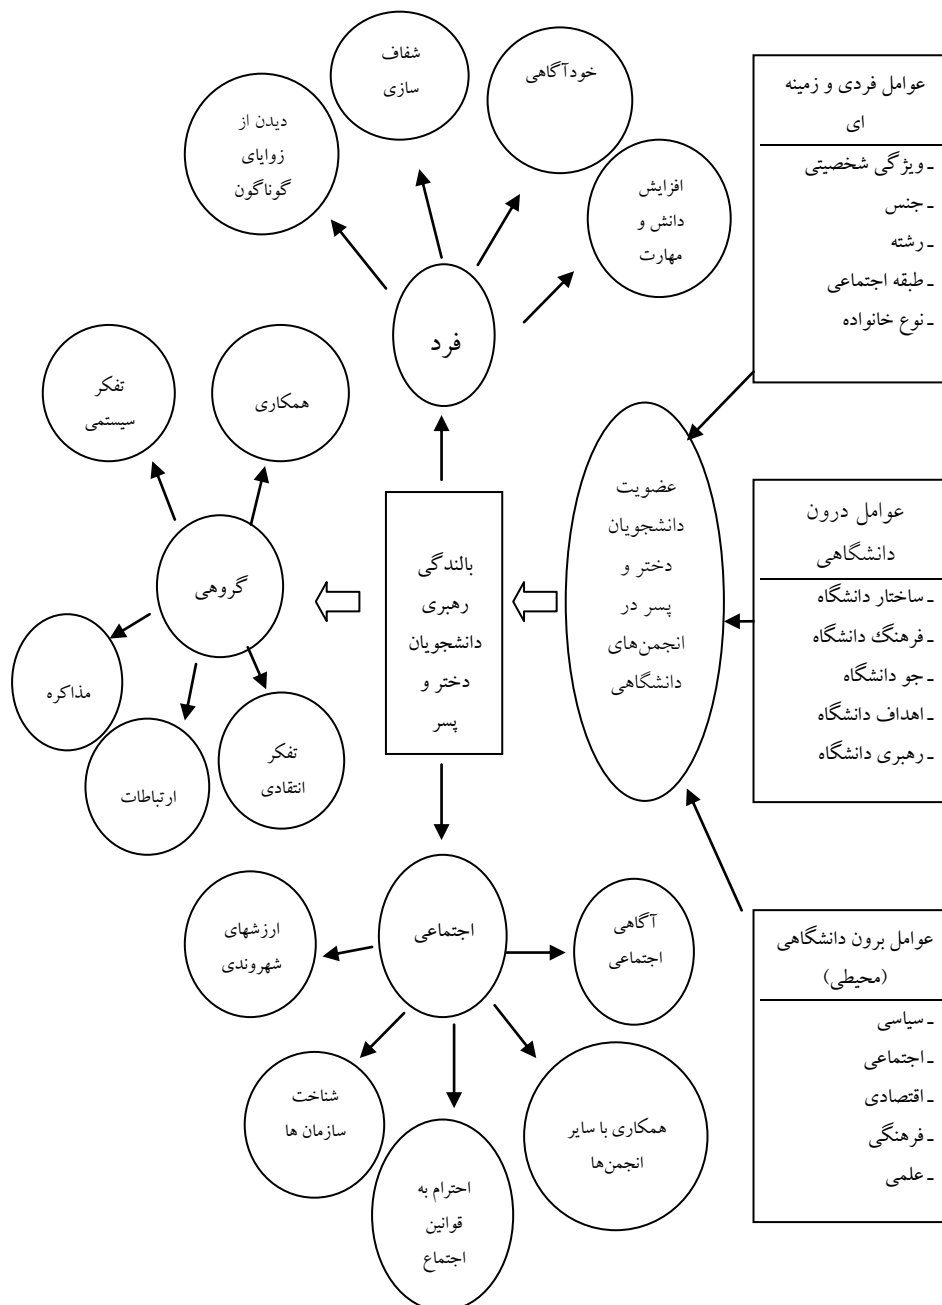 شفاف
سازی
خودآگاهی
دیدن از
زوایای
گوناگون
افزایش
دانش و
مهارت
فرد
عوامل فردی و زمینه
ای
ـ ویژگی شخصیتی
ـ جنس
ـ رشته
ـ طبقه اجتماعی
ـ نوع خانواده
تفکر
سیستمی
همکاری
گروهی
مذاکره
ارتباطات
تفکر
انتقادی
بالندگی
رهبری
دانشجویان
دختر و
پسر
عضویت
دانشجویان
دختر و
پسر در
انجمن‌های
دانشگاهی
عوامل درون
دانشگاهی
ـ ساختار دانشگاه
ـ فرهنگ دانشگاه
ـ جو دانشگاه
ـ اهداف دانشگاه
ـ رهبری دانشگاه
اجتماعی
آگاهی
اجتماعی
ارزشهای
شهروندی
شناخت
سازمان ها
احترام به
قوانین
اجتماع
همکاری با سایر
انجمن‌ها
عوامل برون دانشگاهی
(محیطی)
ـ سیاسی
ـ اجتماعی
ـ اقتصادی
ـ فرهنگی
ـ علمی